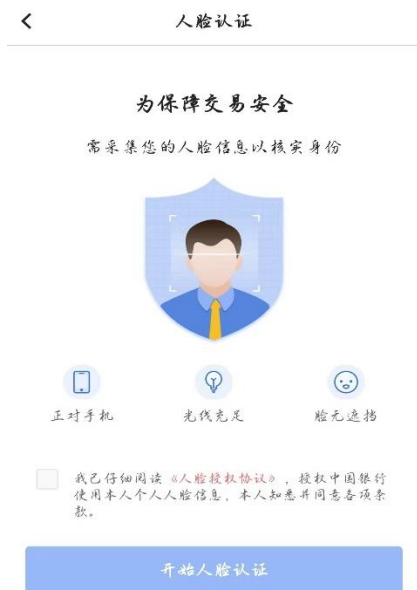 人脸认证
为保障交易安全
需采集您的人脸信息以核实身份
正对手机
光线充足
脸无遮挡
我已仔细阅读《人脸授权协议》，授权中国银行
使用本人个人人脸信息，本人知悉并同意各项条
款。
开始人脸认证